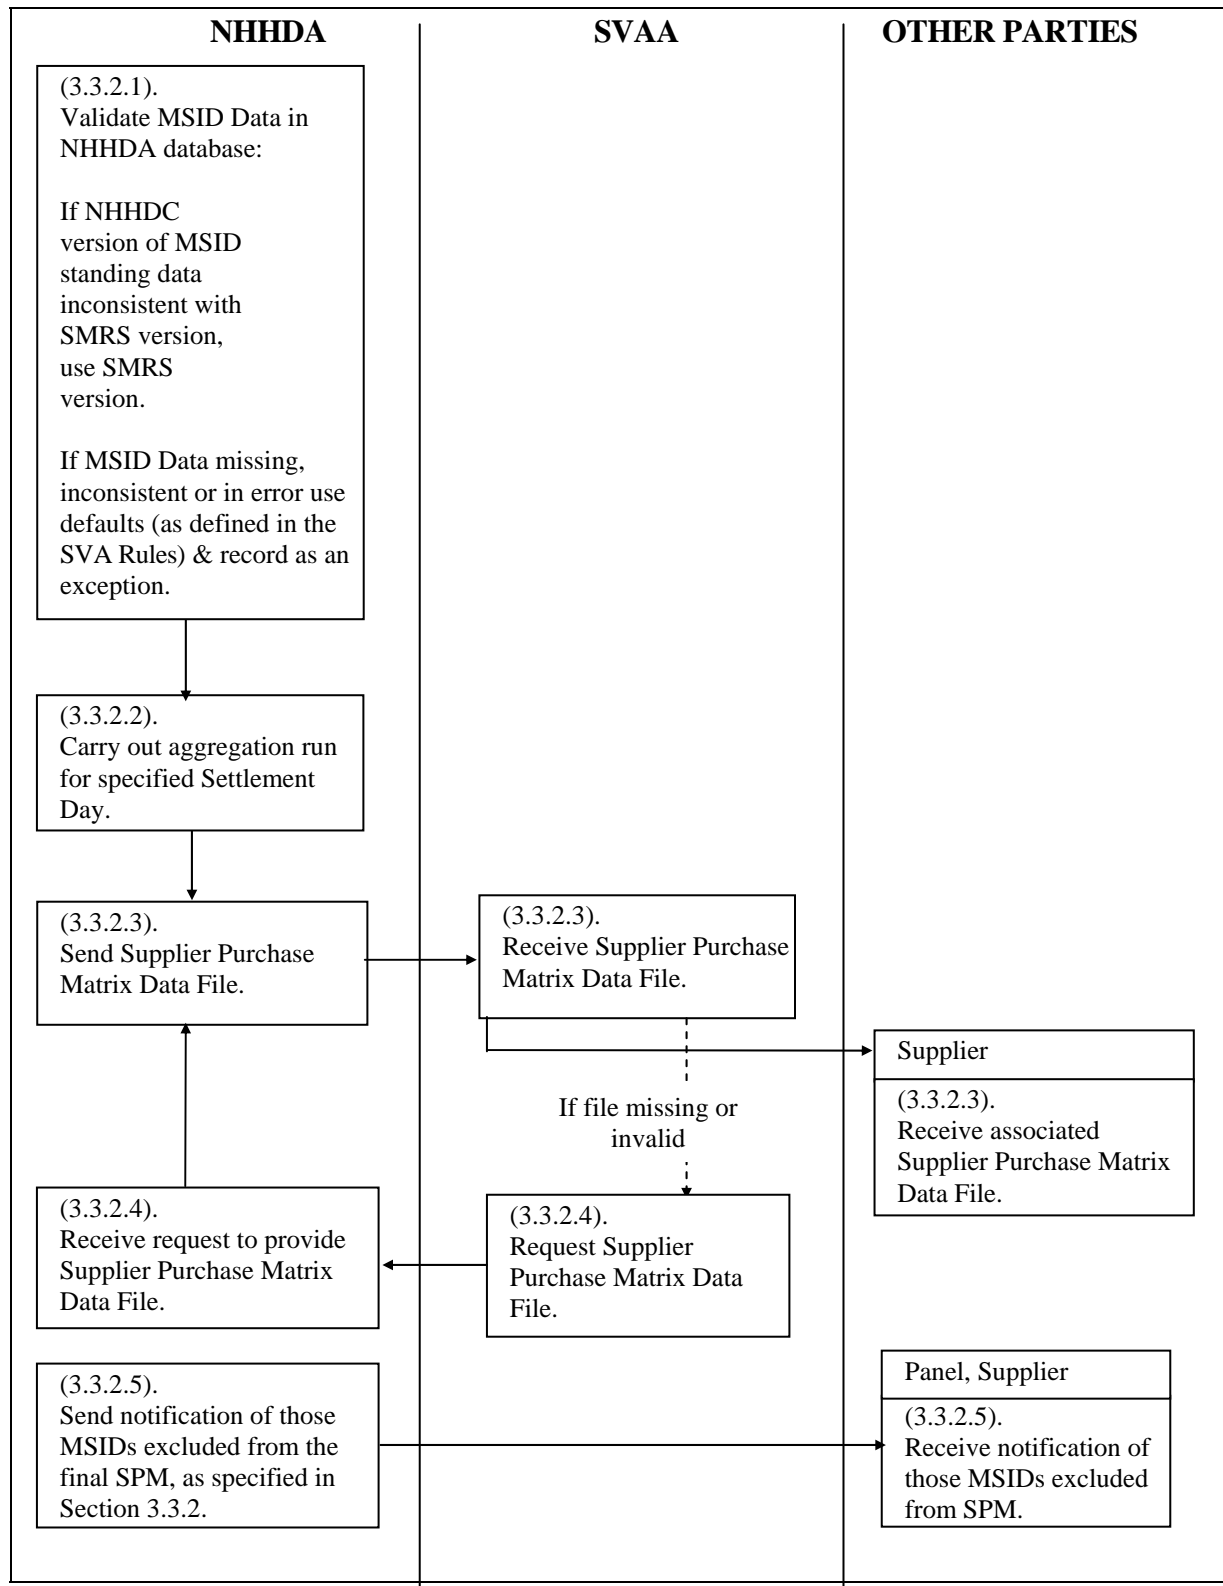 NHHDA
SVAA
OTHER PARTIES
(3.3.2.1).
Validate MSID Data in
NHHDA database:
If NHHDC
version of MSID
standing data
inconsistent with
SMRS version,
use SMRS
version.
If MSID Data missing,
inconsistent or in error use
defaults (as defined in the
SVA Rules) & record as an
exception.
(3.3.2.2).
Carry out aggregation run
for specified Settlement
Day.
(3.3.2.3).
Send Supplier Purchase
Matrix Data File.
(3.3.2.3).
Receive Supplier Purchase
Matrix Data File.
Supplier
(3.3.2.3).
Receive associated
Supplier Purchase Matrix
Data File.
If file missing or
invalid
(3.3.2.4).
Receive request to provide
Supplier Purchase Matrix
Data File.
(3.3.2.4).
Request Supplier
Purchase Matrix Data
File.
(3.3.2.5).
Send notification of those
MSIDs excluded from the
final SPM, as specified in
Section 3.3.2.
Panel, Supplier
(3.3.2.5).
Receive notification of
those MSIDs excluded
from SPM.